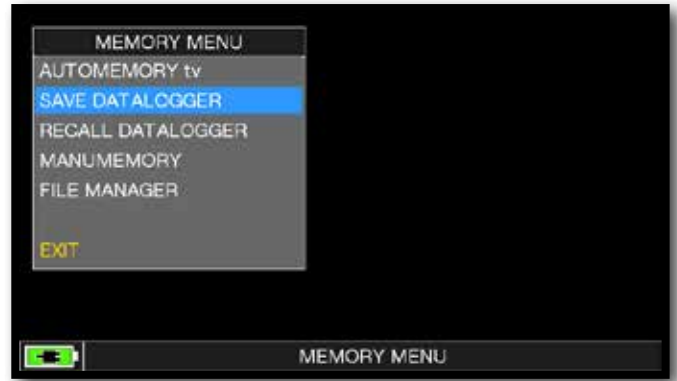 MEMORY MENU
AUTOMEMORY tv
SAVE DATALOGGER
RECALL DATALOGGER
MANUMEMORY
FILE MANAGER
EXIT
MEMORY MENU